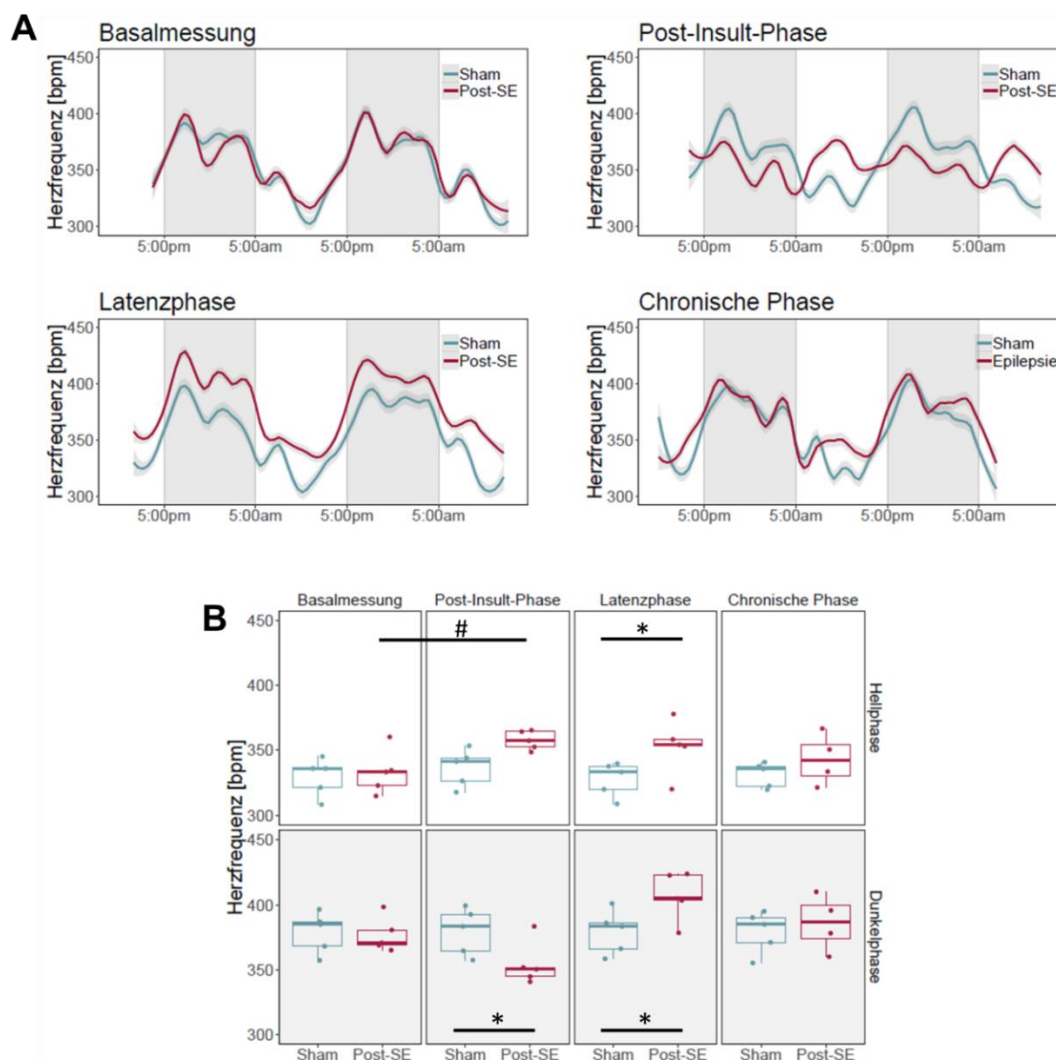 A
Basalmessung
Herzfrequenz [bpm]
450
400
350
300
Sham
Post-SE
5:00pm 5:00am 5:00pm 5:00am
Post-Insult-Phase
Herzfrequenz [bpm]
450
400
350
300
Sham
Post-SE
5:00pm 5:00am 5:00pm 5:00am
Latenzphase
Herzfrequenz [bpm]
450
400
350
300
Sham
Post-SE
5:00pm 5:00am 5:00pm 5:00am
Chronische Phase
Herzfrequenz [bpm]
450
400
350
300
Sham
Epilepsie
5:00pm 5:00am 5:00pm 5:00am
B
Basalmessung Post-Insult-Phase Latenzphase Chronische Phase
Herzfrequenz [bpm]
450
400
350
300
# *
Hellphase
450
400
350
300
* *
Dunkelphase
Sham Post-SE Sham Post-SE Sham Post-SE Sham Post-SE